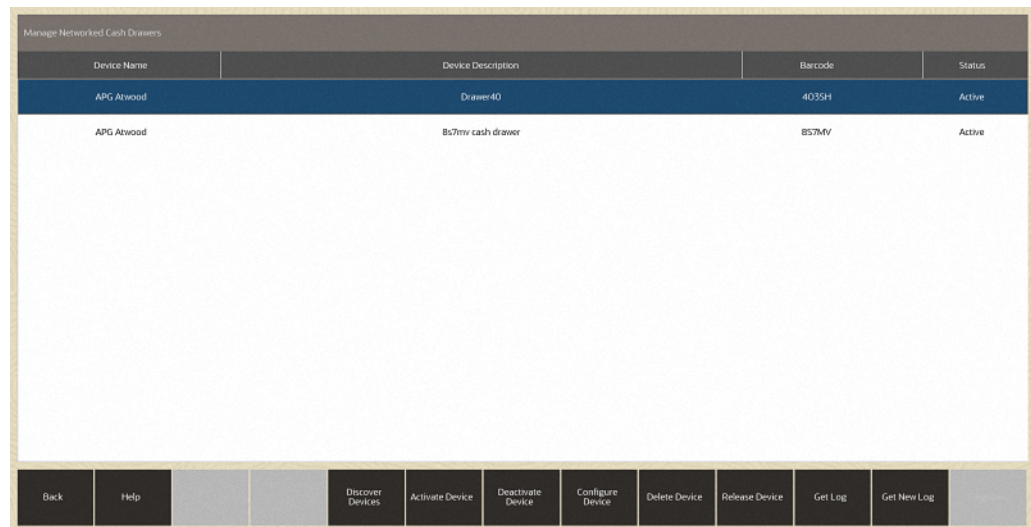 Manage Networked Cash Drawers
Device Name Device Description Barcode Status
APG Atwood Drawer40 403SH Active
APG Atwood 8s7mv cash drawer 8S7MV Active
Back Help Discover Devices Activate Device Deactivate Device Configure Device Delete Device Release Device Get Log Get New Log